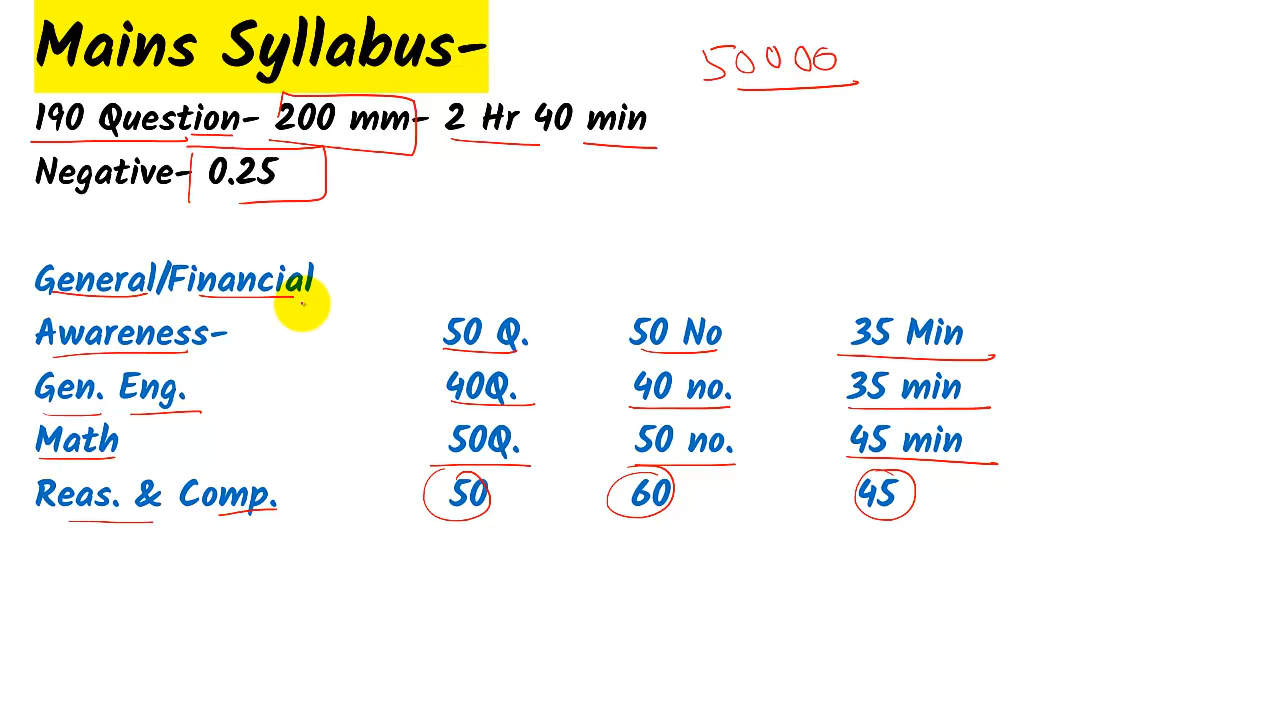 Mains Syllabus-
50000
190 Question- 200 mm- 2 Hr 40 min
Negative- 0.25
General/Financial
Awareness- 50 Q. 50 No 35 Min
Gen. Eng. 40Q. 40 no. 35 min
Math 50Q. 50 no. 45 min
Reas. & Comp. 50 60 45